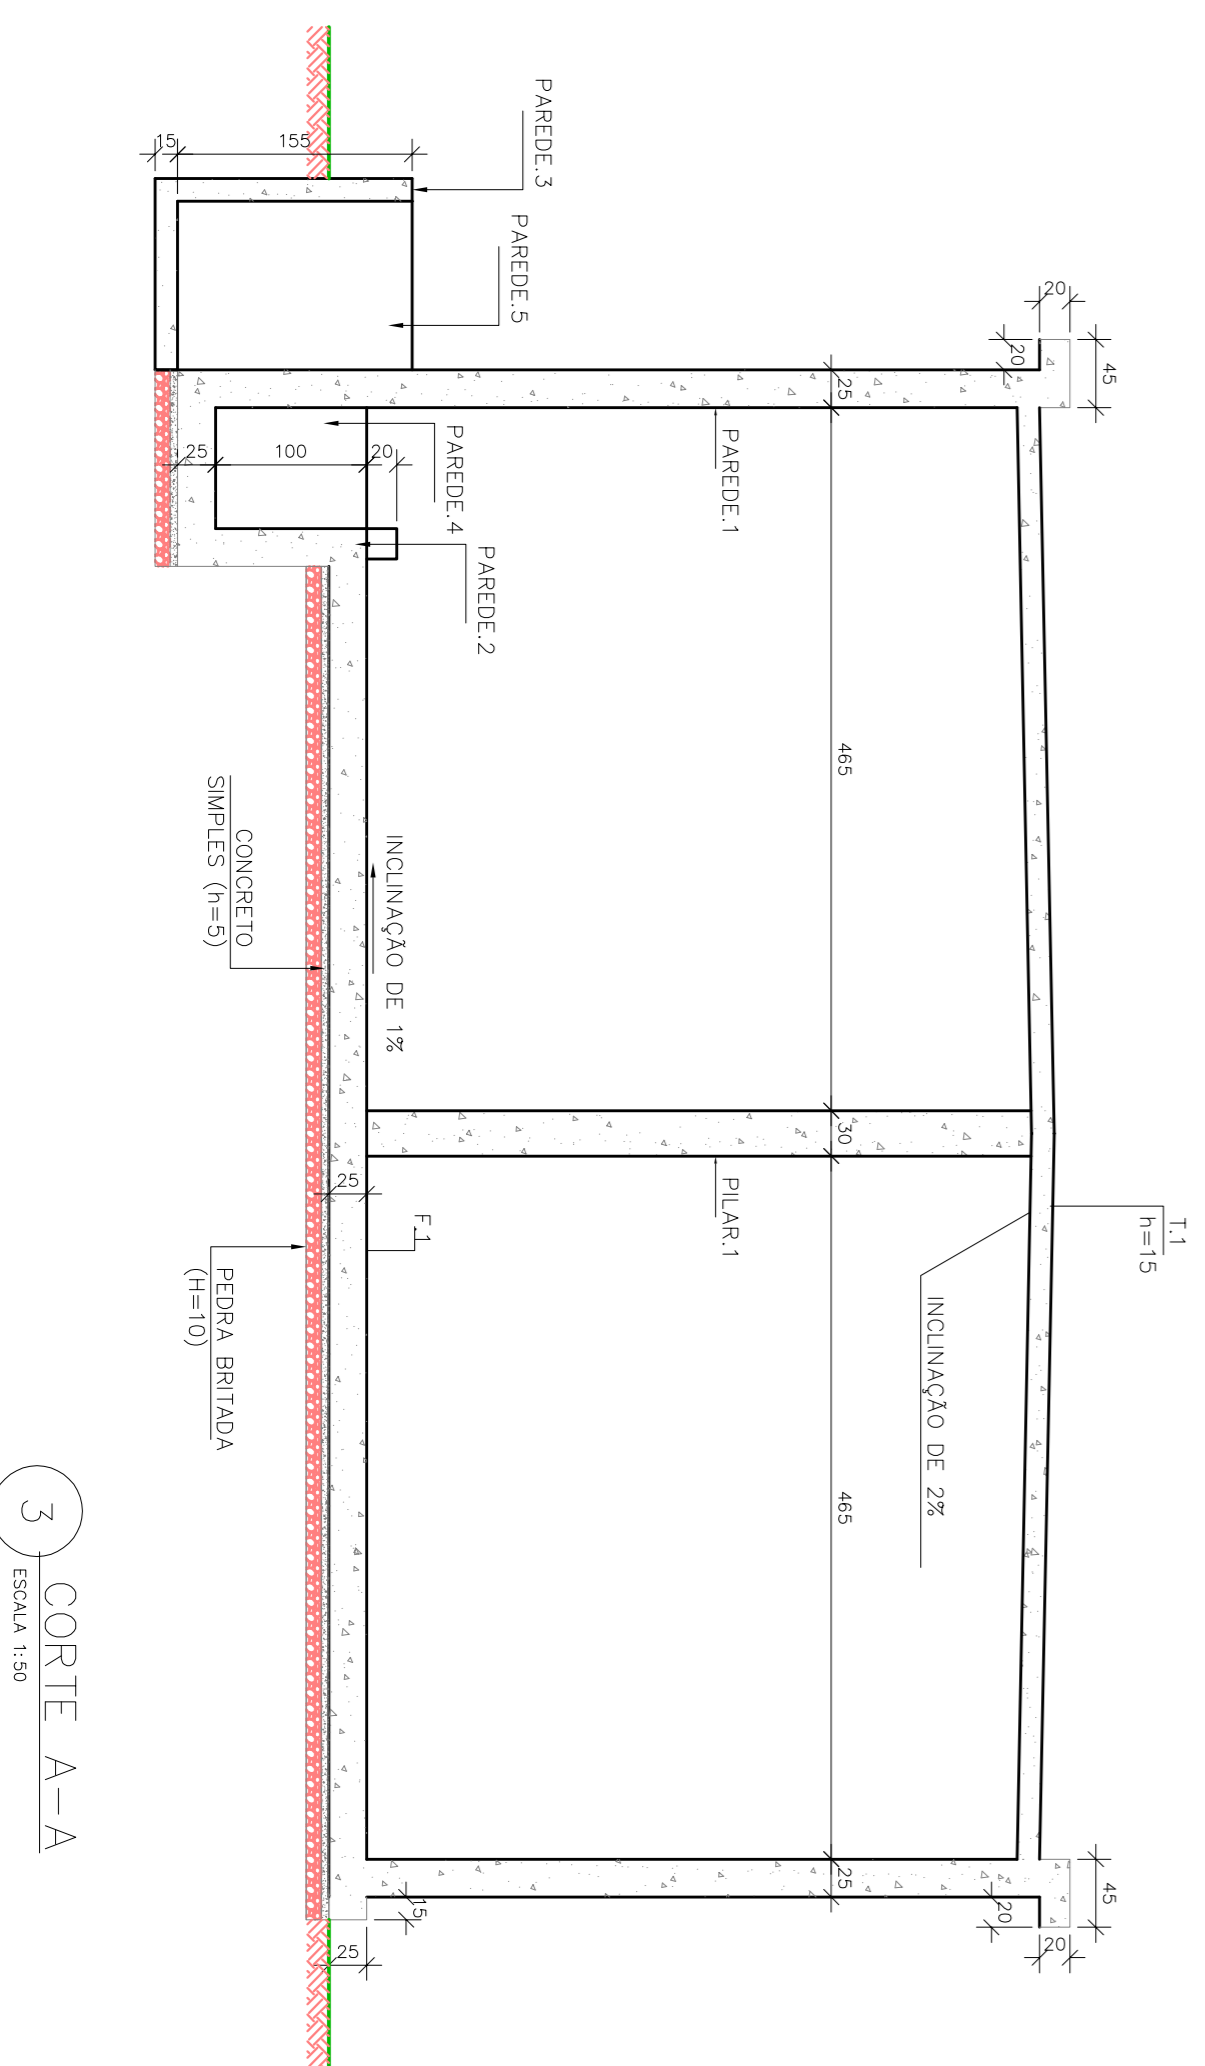 T.1
h=15
45
20
20
45
20
20
INCLINAÇÃO DE 2%
25
465
30
465
25
PAREDE.1
PILAR.1
PAREDE.3
PAREDE.5
PAREDE.2
PAREDE.4
155
15
20
100
25
F.1
INCLINAÇÃO DE 1%
25
15
25
CONCRETO
SIMPLES (h=5)
PEDRA BRITADA
(H=10)
3
CORTE A-A
ESCALA 1:50